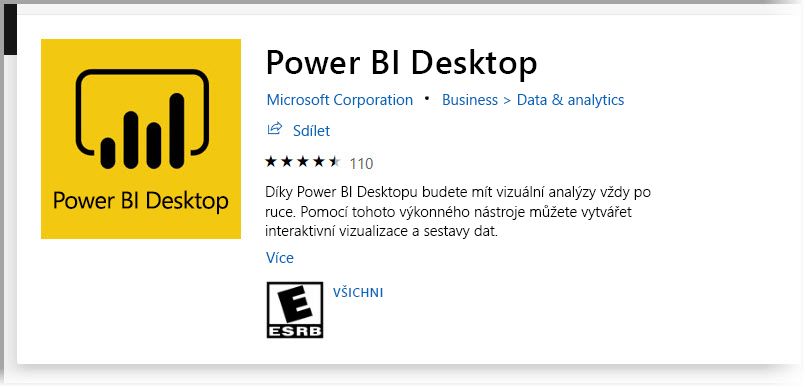 Power BI Desktop
Power BI Desktop
Microsoft Corporation • Business > Data & analytics
Sdílet
110
Díky Power BI Desktopu budete mít vizuální analýzy vždy po
ruce. Pomocí tohoto výkonného nástroje můžete vytvářet
interaktivní vizualizace a sestavy dat.
Více
E
ESRB
VŠICHNI